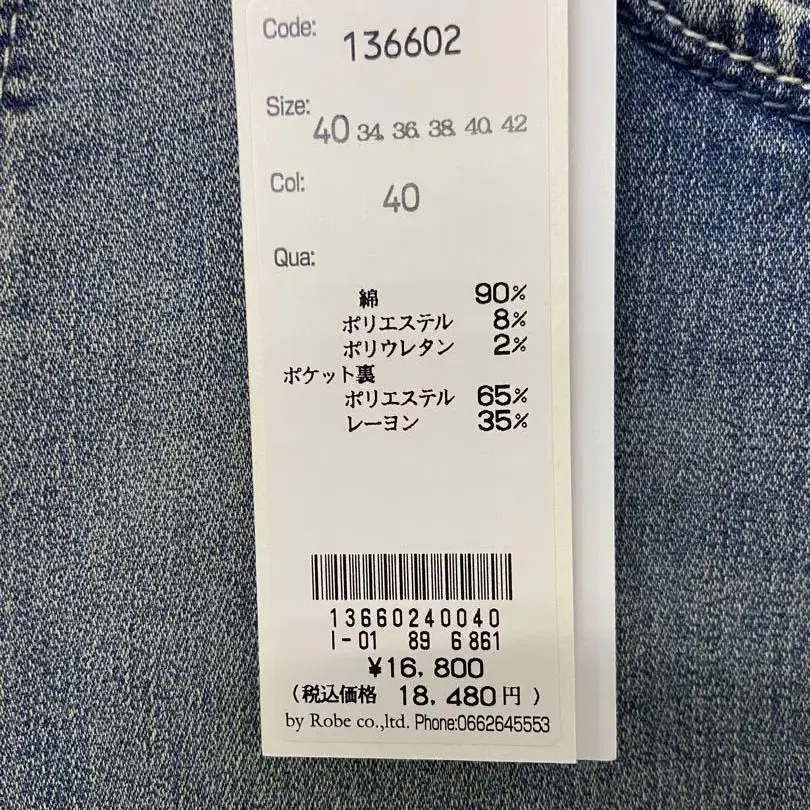 Code: 136602
Size: 40 34. 36. 38. 40. 42
Col: 40
Qua:
綿 90%
ポリエステル 8%
ポリウレタン 2%
ポケット裏
ポリエステル 65%
レーヨン 35%
13660240040
I-01 89 6861
¥16,800
(税込価格 18,480円)
by Robe co.,ltd. Phone:0662645553